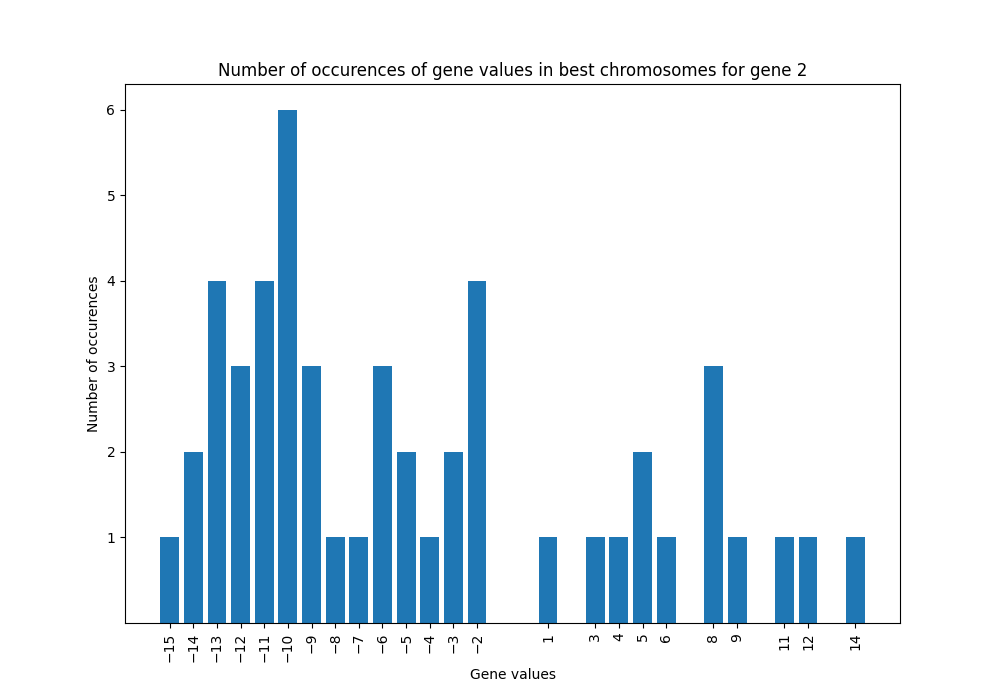 Number of occurences of gene values in best chromosomes for gene 2
Number of occurences
6
5
4
3
2
1
−15 −14 −13 −12 −11 −10 −9 −8 −7 −6 −5 −4 −3 −2 1 3 4 5 6 8 9 11 12 14
Gene values